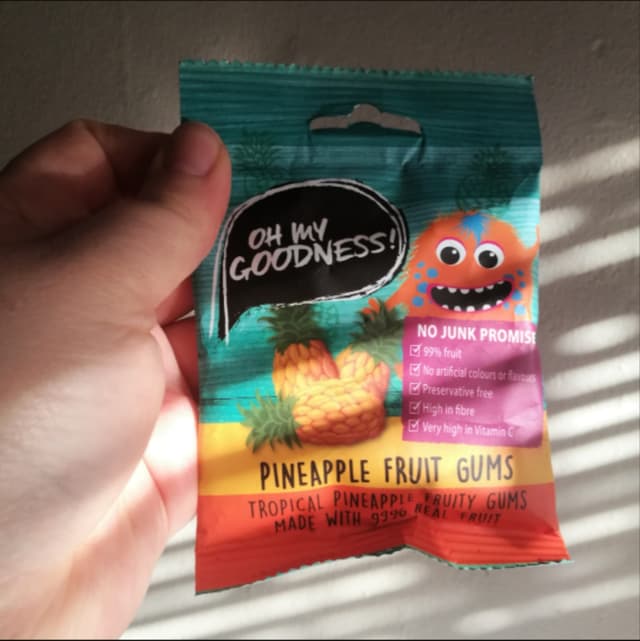 OH MY
GOODNESS!
NO JUNK PROMISE
99% fruit
No artificial colours or flavours
Preservative free
High in fibre
Very high in Vitamin C
PINEAPPLE FRUIT GUMS
TROPICAL PINEAPPLE FRUITY GUMS
MADE WITH 99% REAL FRUIT